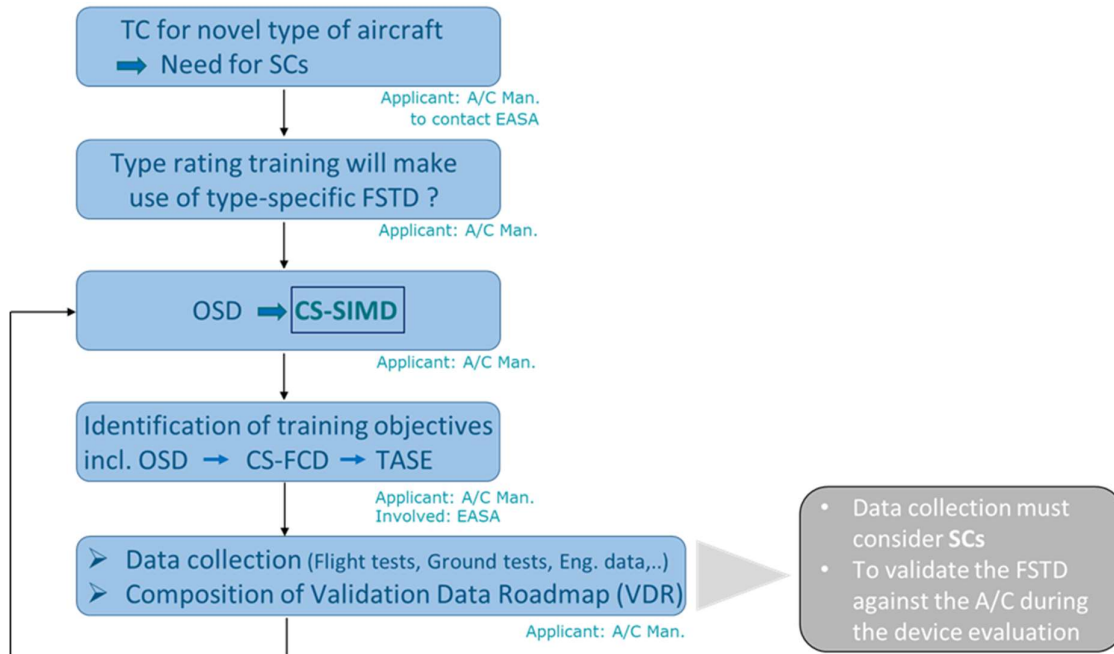 TC for novel type of aircraft
Need for SCs
Applicant: A/C Man.
to contact EASA
Type rating training will make
use of type-specific FSTD ?
Applicant: A/C Man.
OSD CS-SIMD
Applicant: A/C Man.
Identification of training objectives
incl. OSD → CS-FCD → TASE
Applicant: A/C Man.
Involved: EASA
➢ Data collection (Flight tests, Ground tests, Eng. data,..)
➢ Composition of Validation Data Roadmap (VDR)
Applicant: A/C Man.
• Data collection must
consider SCs
• To validate the FSTD
against the A/C during
the device evaluation